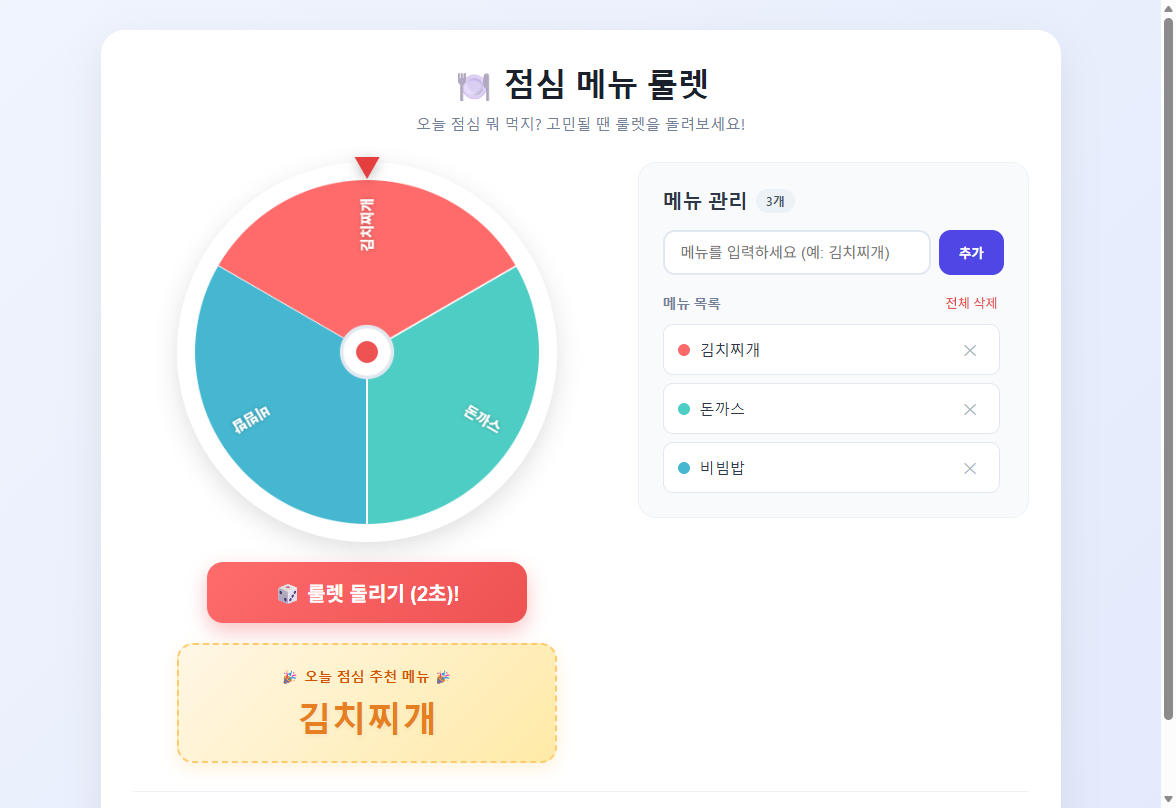 점심 메뉴 룰렛
오늘 점심 뭐 먹지? 고민될 땐 룰렛을 돌려보세요!
김치찌개
돈까스
비빔밥
룰렛 돌리기 (2초)!
오늘 점심 추천 메뉴
김치찌개
메뉴 관리 3개
메뉴를 입력하세요 (예: 김치찌개) 추가
메뉴 목록 전체 삭제
김치찌개
돈까스
비빔밥